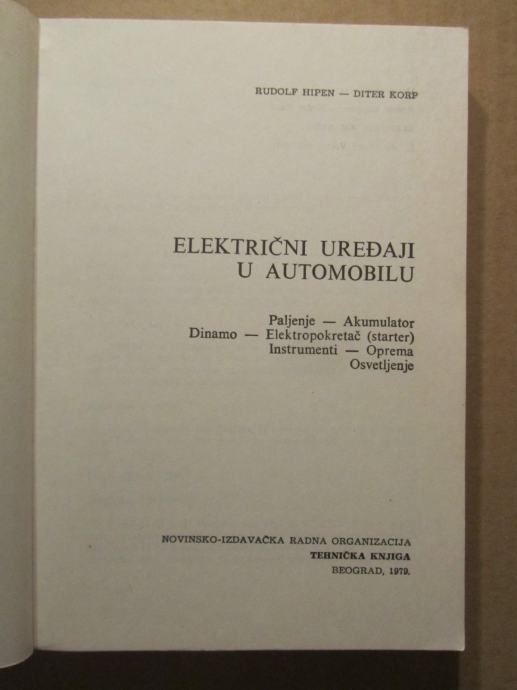 RUDOLF HIPEN — DITER KORP
ELEKTRIČNI UREĐAJI
U AUTOMOBILU
Paljenje — Akumulator
Dinamo — Elektropokretač (starter)
Instrumenti — Oprema
Osvetljenje
NOVINSKO-IZDAVAČKA RADNA ORGANIZACIJA
TEHNIČKA KNJIGA
BEOGRAD, 1979.